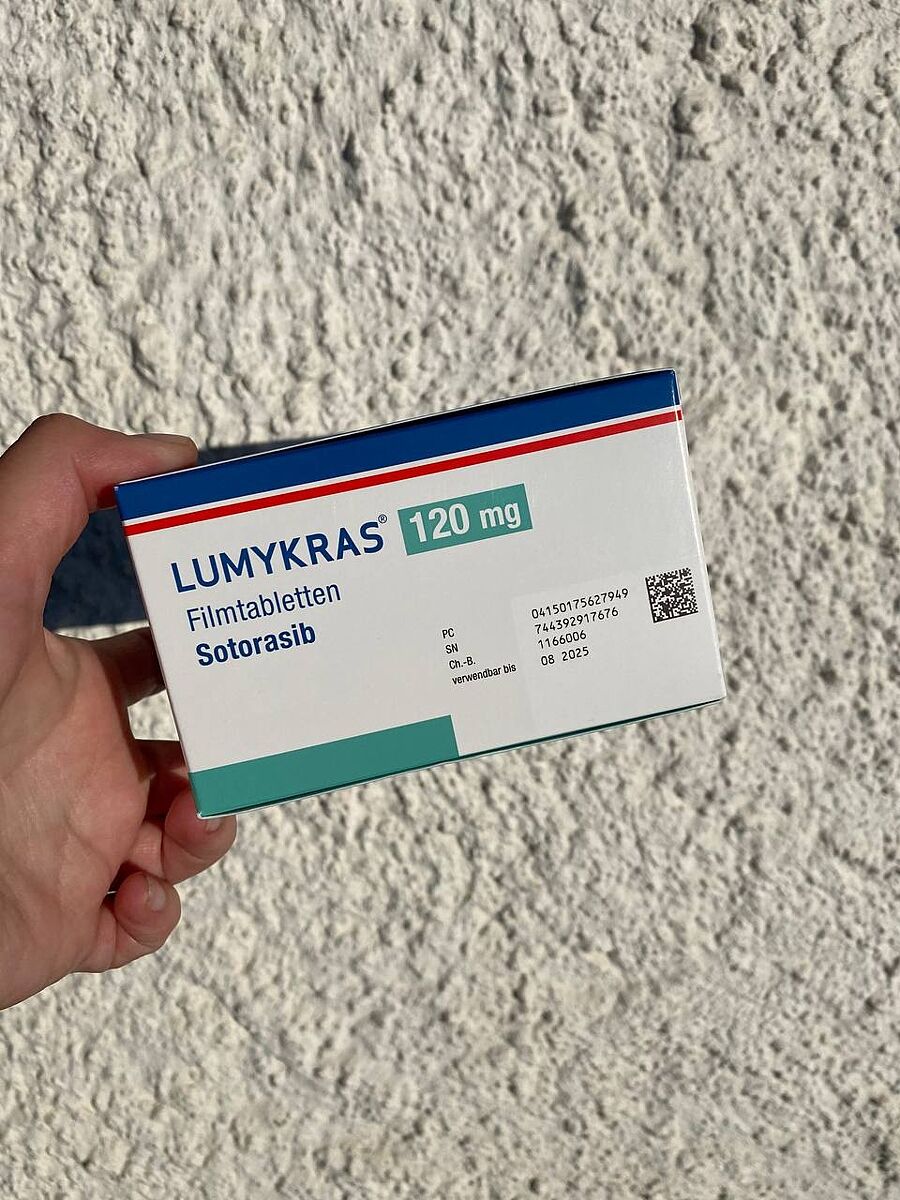 LUMYKRAS® 120 mg
Filmtabletten
Sotorasib
PC 04150175627949
SN 744392917676
Ch.-B. 1166006
verwendbar bis 08 2025